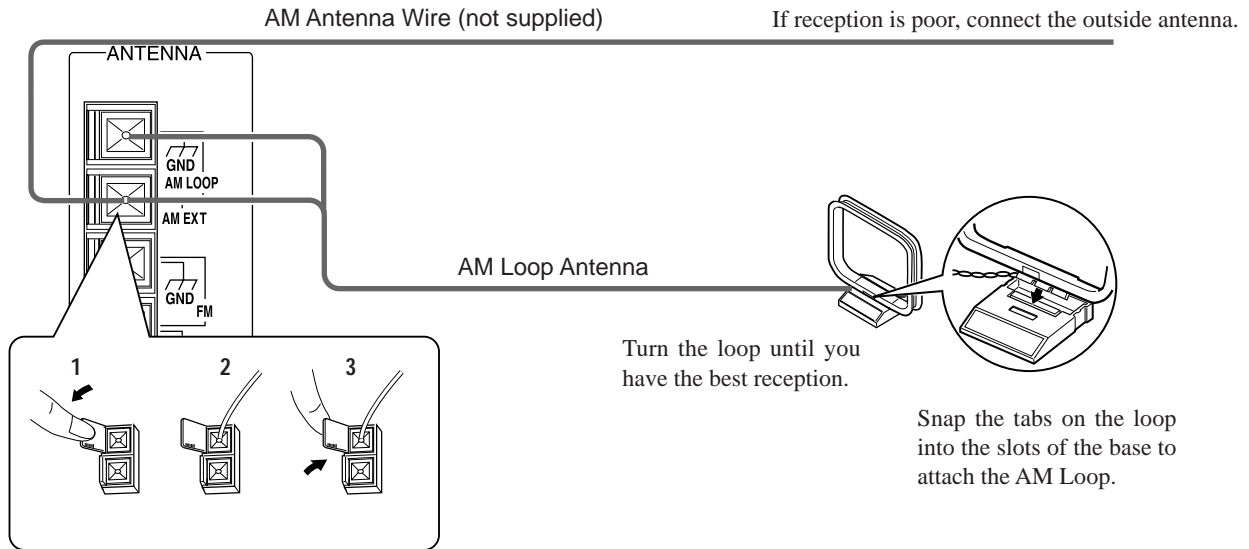 AM Antenna Wire (not supplied)
If reception is poor, connect the outside antenna.
ANTENNA
GND
AM LOOP
AM EXT
GND
FM
AM Loop Antenna
1
2
3
Turn the loop until you
have the best reception.
Snap the tabs on the loop
into the slots of the base to
attach the AM Loop.